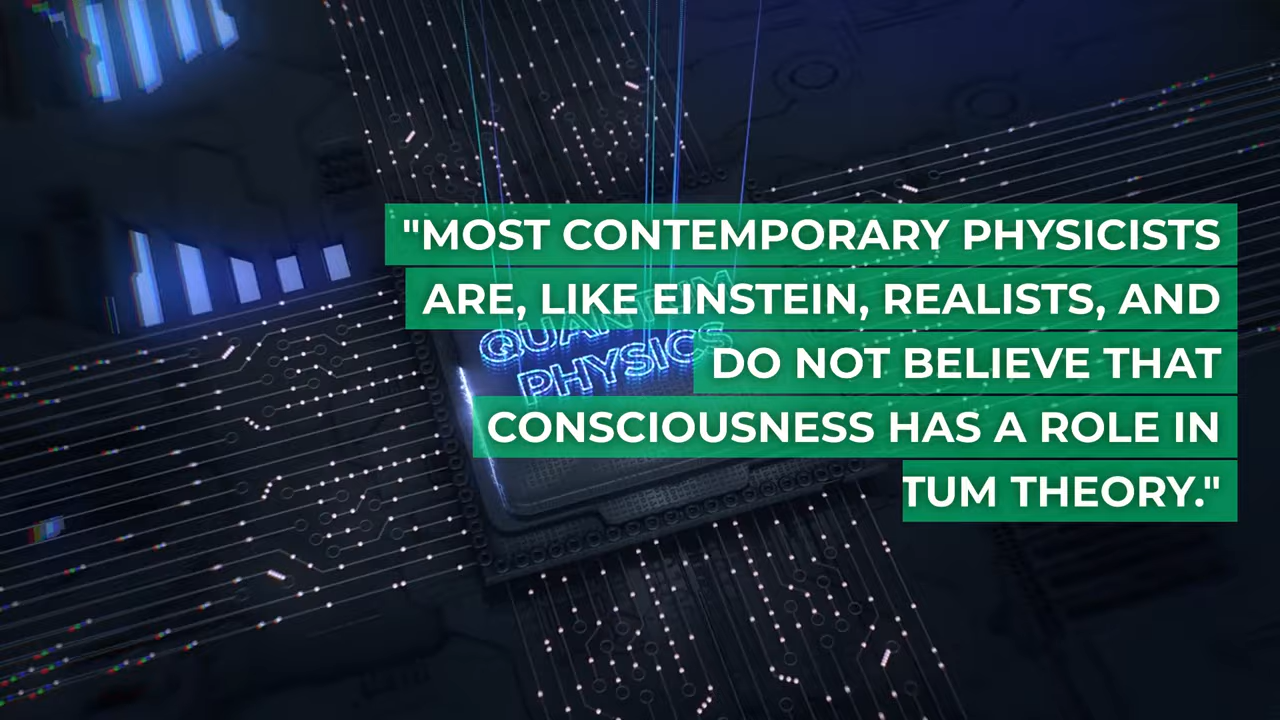 "MOST CONTEMPORARY PHYSICISTS
ARE, LIKE EINSTEIN, REALISTS, AND
DO NOT BELIEVE THAT
CONSCIOUSNESS HAS A ROLE IN
TUM THEORY."
QUANTUM
PHYSICS